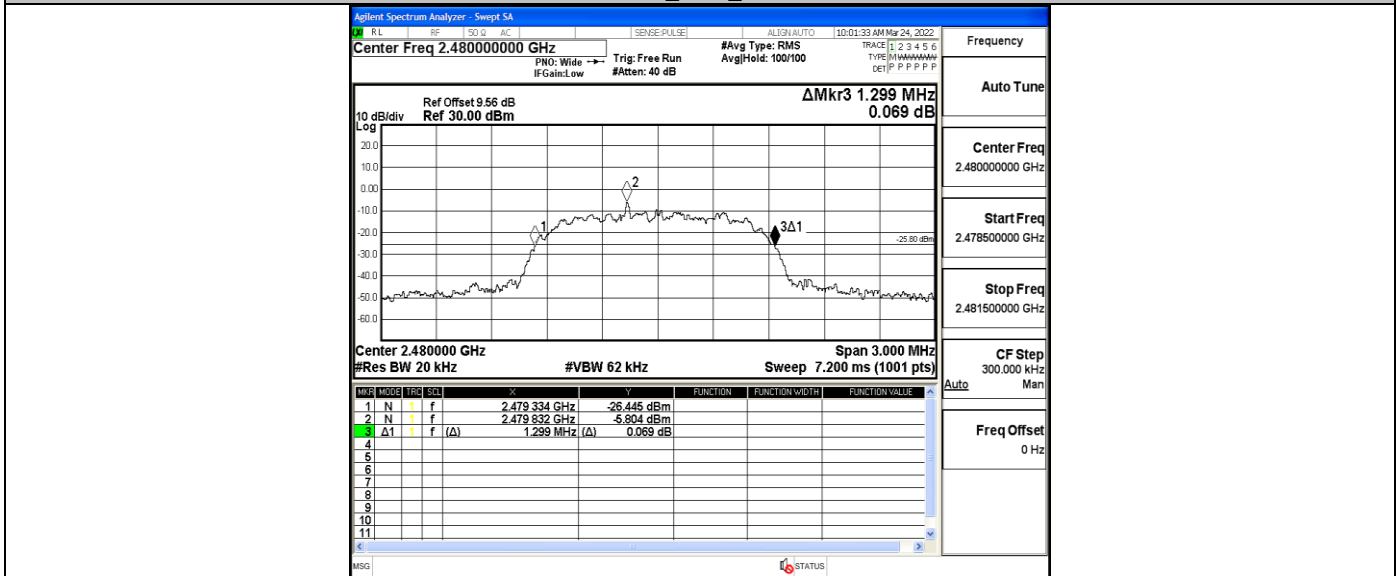 Agilent Spectrum Analyzer - Swept SA
RL RF 50 Ω AC SENSE:PULSE ALIGN AUTO 10:01:33 AM Mar 24, 2022
Center Freq 2.480000000 GHz
PNO: Wide
IFGain:Low
Trig: Free Run
#Atten: 40 dB
#Avg Type: RMS
Avg|Hold: 100/100
TRACE 1 2 3 4 5 6
TYPE MWWWWW
DET P P P P P P
Ref Offset 9.56 dB
10 dB/div Ref 30.00 dBm
Log
ΔMkr3 1.299 MHz
0.069 dB
20.0
10.0
0.00
-10.0
-20.0
-30.0
-40.0
-50.0
-60.0
1
2
3Δ1
-25.80 dBm
Center 2.480000 GHz Span 3.000 MHz
#Res BW 20 kHz #VBW 62 kHz Sweep 7.200 ms (1001 pts)
MKR MODE TRC SCL X Y FUNCTION FUNCTION WIDTH FUNCTION VALUE
1 N 1 f 2.479 334 GHz -26.445 dBm
2 N 1 f 2.479 832 GHz -5.804 dBm
3 Δ1 1 f (Δ) 1.299 MHz (Δ) 0.069 dB
4
5
6
7
8
9
10
11
MSG STATUS
Frequency
Auto Tune
Center Freq
2.480000000 GHz
Start Freq
2.478500000 GHz
Stop Freq
2.481500000 GHz
CF Step
300.000 kHz
Auto Man
Freq Offset
0 Hz